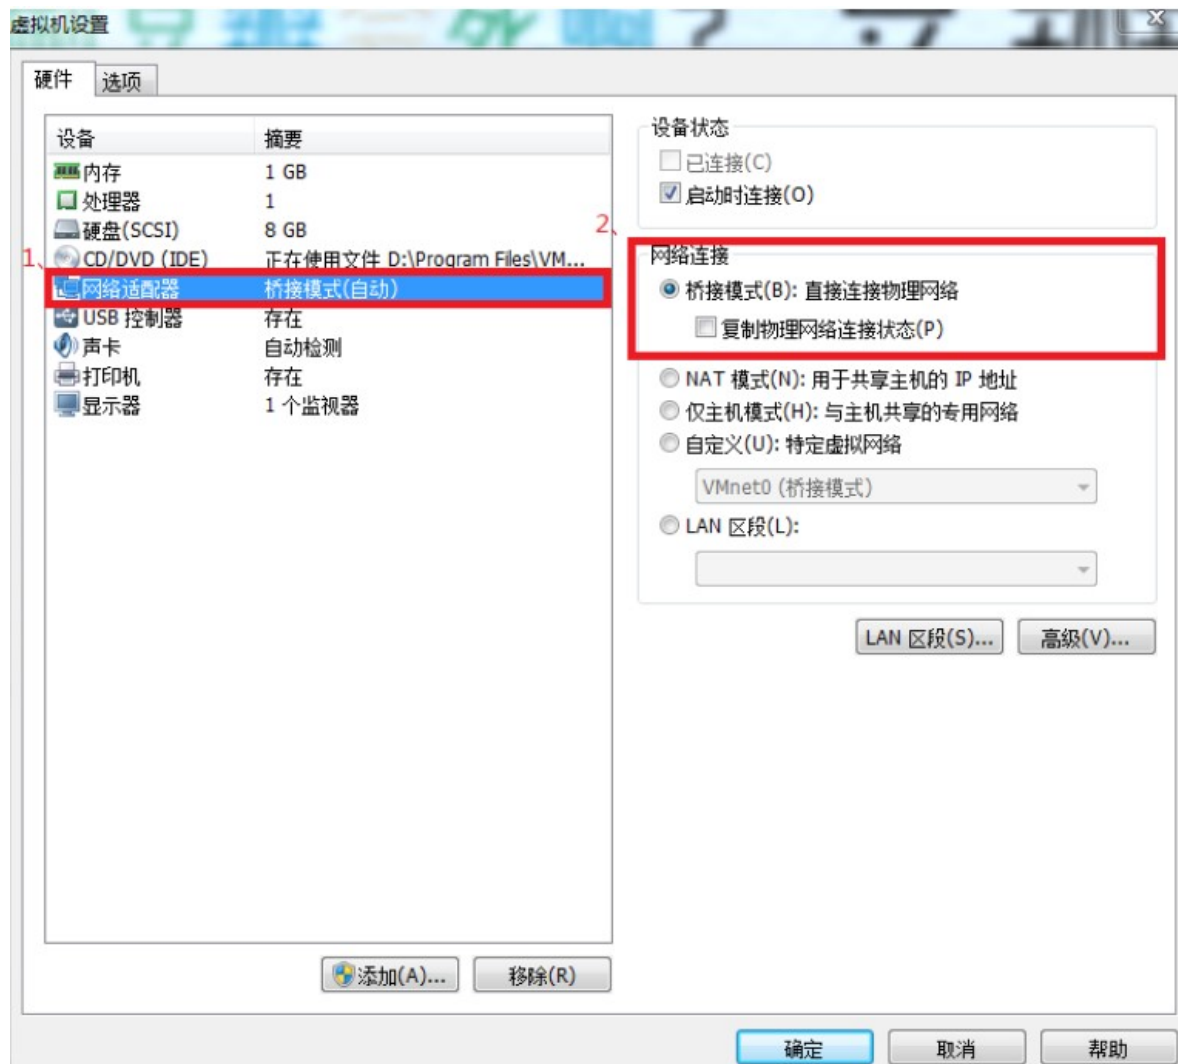 虚拟机设置
硬件 选项
设备 摘要
内存 1 GB
处理器 1
硬盘(SCSI) 8 GB
CD/DVD (IDE) 正在使用文件 D:\Program Files\VM...
1、
网络适配器 桥接模式(自动)
USB 控制器 存在
声卡 自动检测
打印机 存在
显示器 1 个监视器
添加(A)... 移除(R)
设备状态
已连接(C)
启动时连接(O)
2、
网络连接
桥接模式(B): 直接连接物理网络
复制物理网络连接状态(P)
NAT 模式(N): 用于共享主机的 IP 地址
仅主机模式(H): 与主机共享的专用网络
自定义(U): 特定虚拟网络
VMnet0 (桥接模式)
LAN 区段(L):
LAN 区段(S)... 高级(V)...
确定 取消 帮助